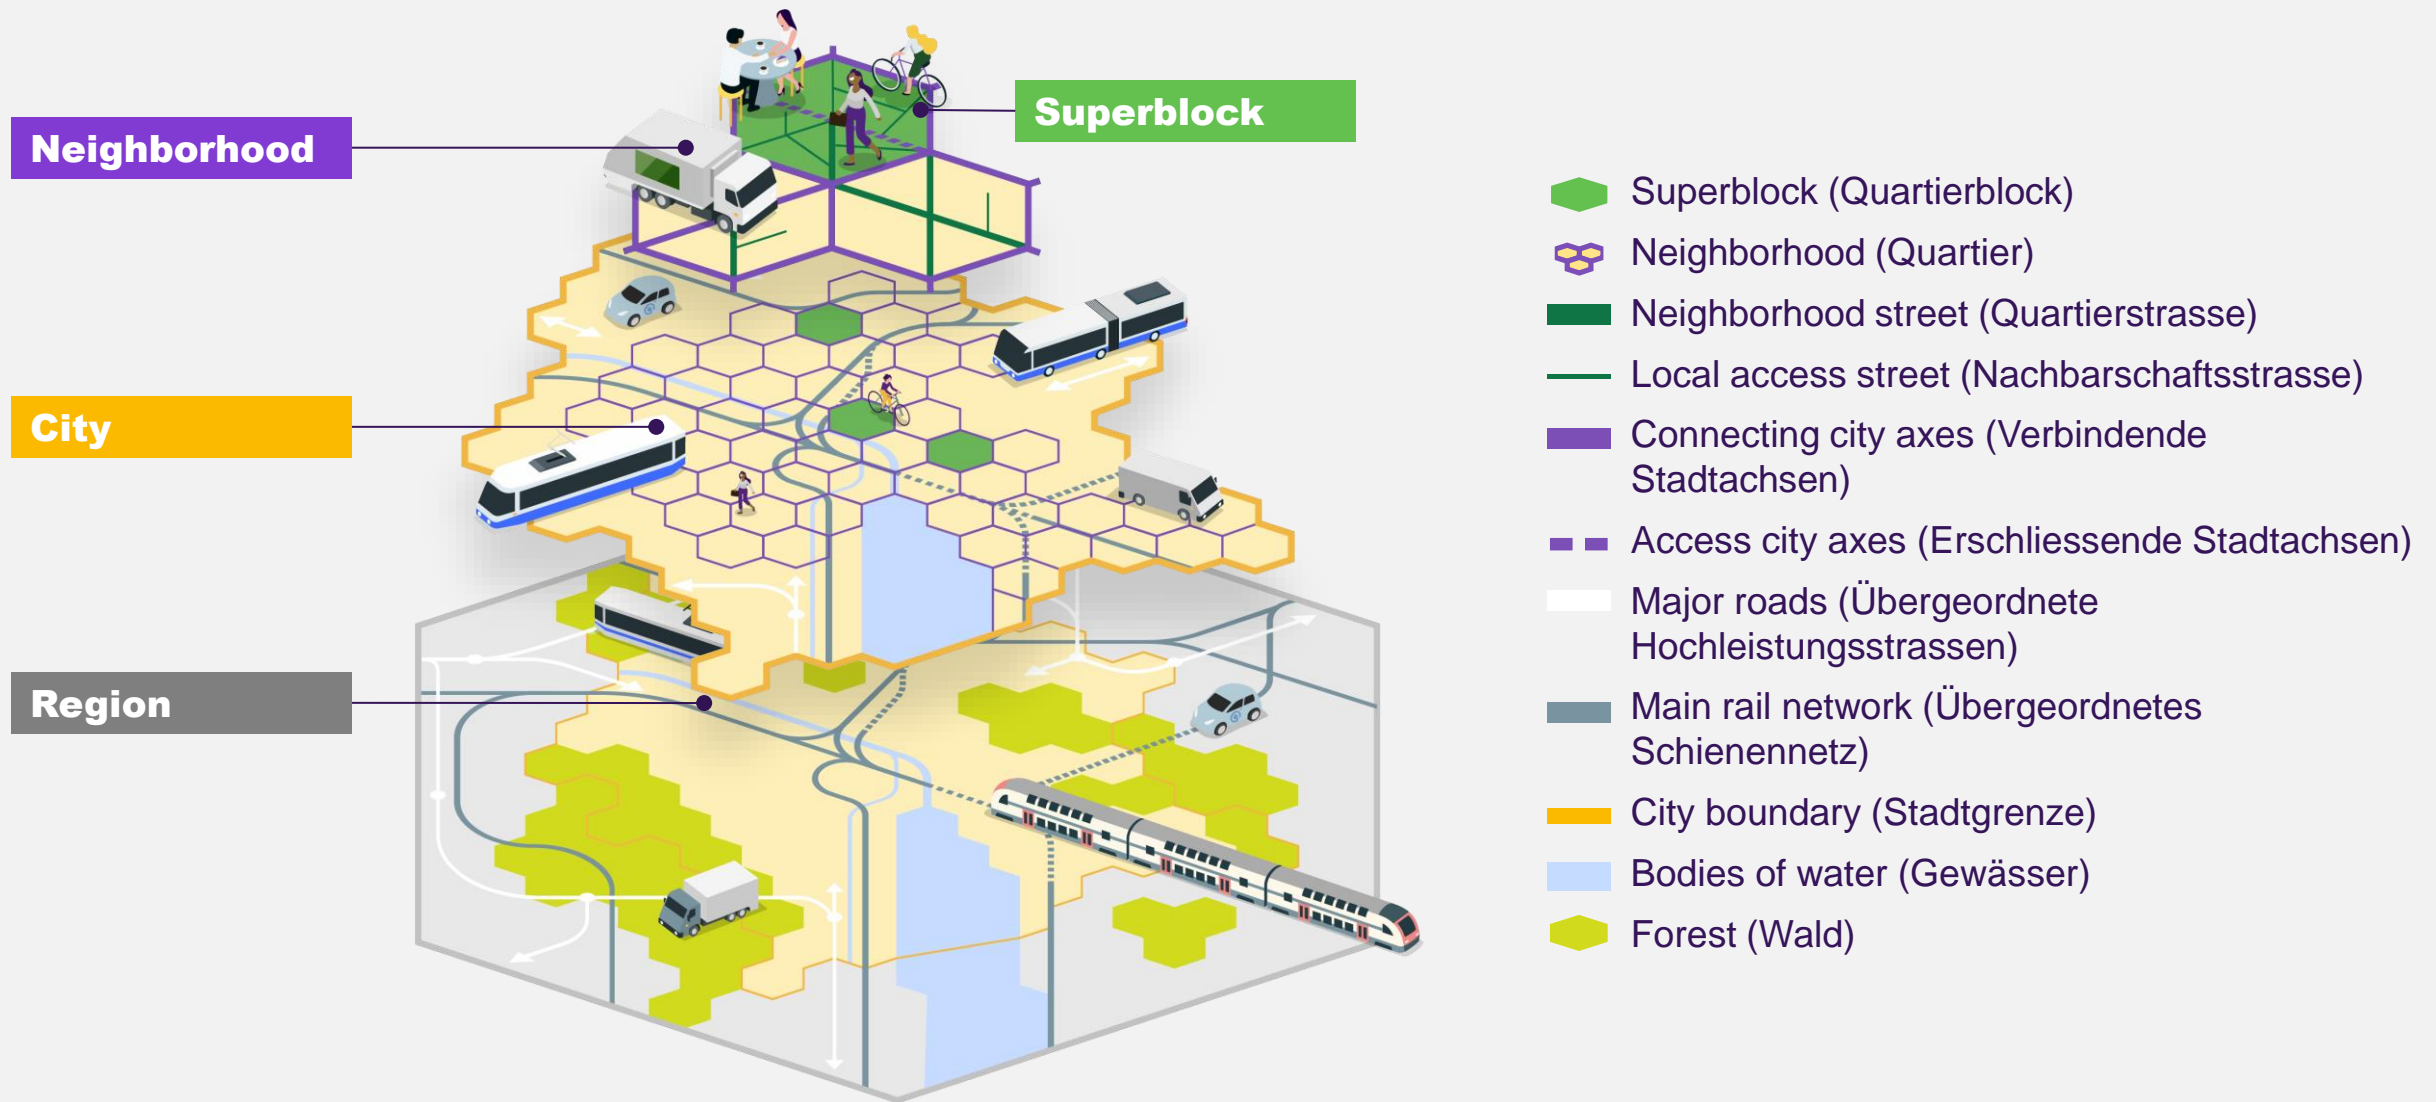 Neighborhood
Superblock
City
Region
Superblock (Quartierblock)
Neighborhood (Quartier)
Neighborhood street (Quartierstrasse)
Local access street (Nachbarschaftsstrasse)
Connecting city axes (Verbindende
Stadtachsen)
Access city axes (Erschliessende Stadtachsen)
Major roads (Übergeordnete
Hochleistungsstrassen)
Main rail network (Übergeordnetes
Schienennetz)
City boundary (Stadtgrenze)
Bodies of water (Gewässer)
Forest (Wald)